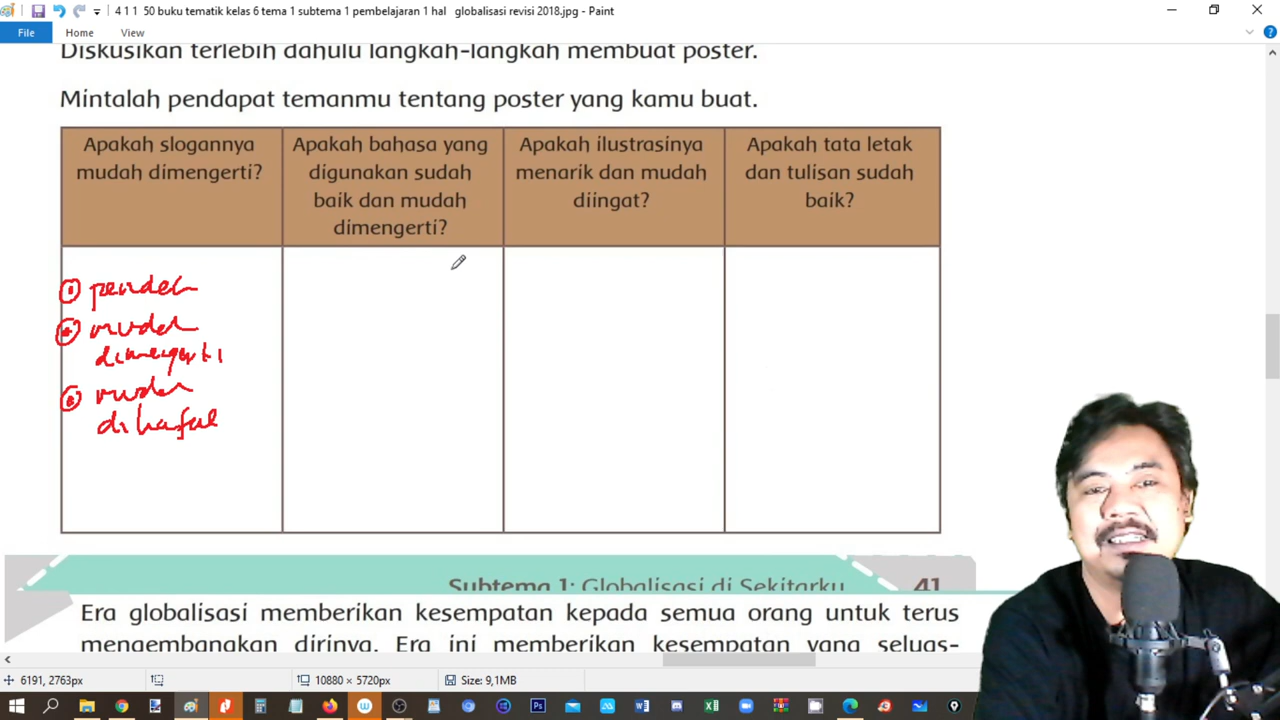 4 1 1 50 buku tematik kelas 6 tema 1 subtema 1 pembelajaran 1 hal globalisasi revisi 2018.jpg - Paint
File Home View
Diskusikan terlebih dahulu langkah-langkah membuat poster.
Mintalah pendapat temanmu tentang poster yang kamu buat.
Apakah slogannya
mudah dimengerti?
Apakah bahasa yang
digunakan sudah
baik dan mudah
dimengerti?
Apakah ilustrasinya
menarik dan mudah
diingat?
Apakah tata letak
dan tulisan sudah
baik?
pendek
mudah
dimengerti
mudah
dihafal
Subtema 1: Globalisasi di Sekitarku 41
Era globalisasi memberikan kesempatan kepada semua orang untuk terus
mengembangkan dirinya. Era ini memberikan kesempatan yang seluas-
6191, 2763px
10880 × 5720px
Size: 9,1MB